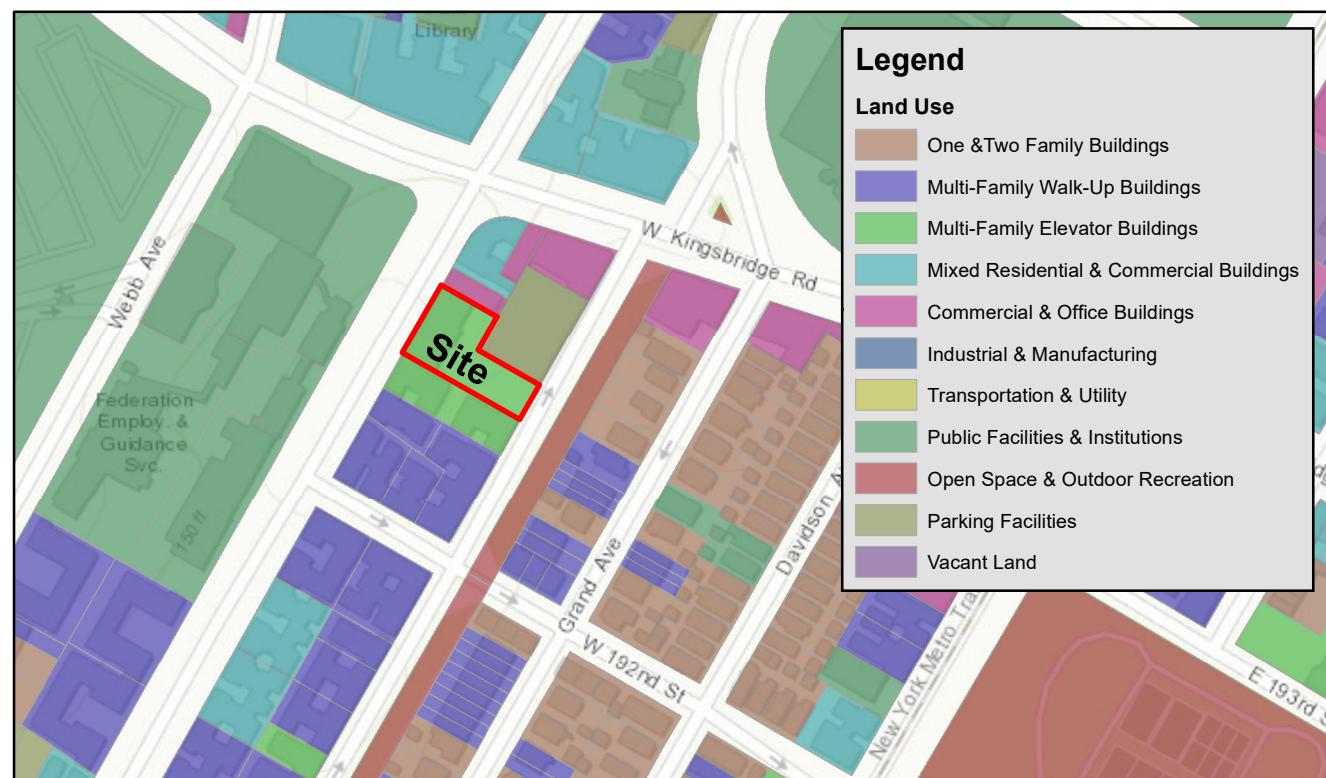 Library
Legend
Land Use
One &Two Family Buildings
Multi-Family Walk-Up Buildings
Multi-Family Elevator Buildings
Mixed Residential & Commercial Buildings
Commercial & Office Buildings
Industrial & Manufacturing
Transportation & Utility
Public Facilities & Institutions
Open Space & Outdoor Recreation
Parking Facilities
Vacant Land
W Kingsbridge Rd
Webb Ave
Site
Federation
Employ. &
Guidance
Svc.
150 ft
Grand Ave
Davidson A
W 192nd St
New York Metro Tra
E 193rd S